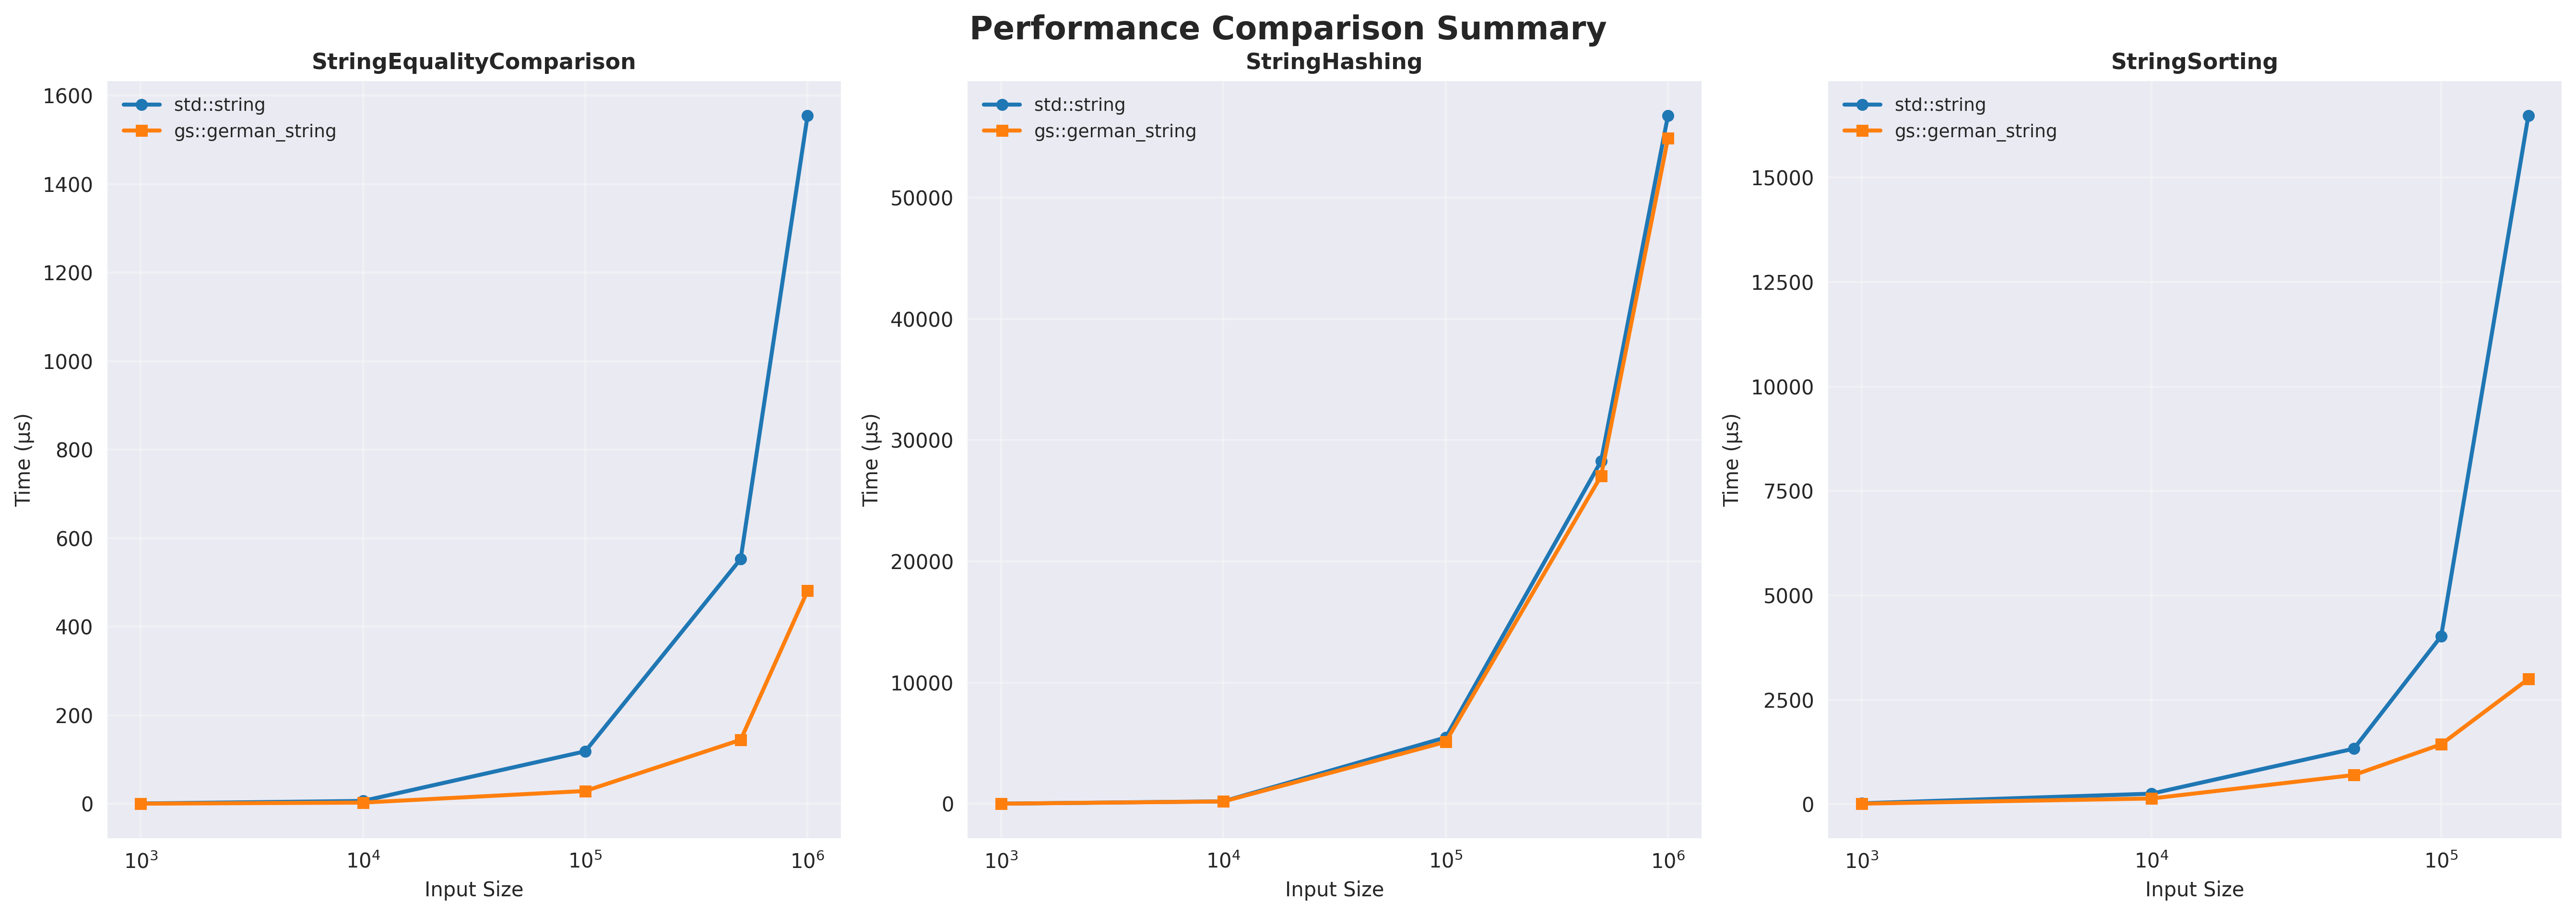 Performance Comparison Summary
StringEqualityComparison
std::string
gs::german_string
1600
1400
1200
1000
800
600
400
200
0
Time (µs)
10³
10⁴
10⁵
10⁶
Input Size
StringHashing
std::string
gs::german_string
50000
40000
30000
20000
10000
0
Time (µs)
10³
10⁴
10⁵
10⁶
Input Size
StringSorting
std::string
gs::german_string
15000
12500
10000
7500
5000
2500
0
Time (µs)
10³
10⁴
10⁵
Input Size